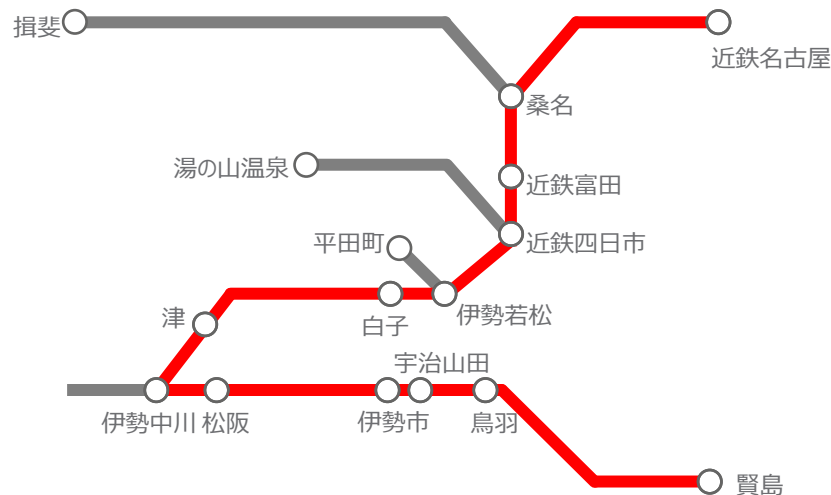 揖斐
近鉄名古屋
桑名
湯の山温泉
近鉄富田
平田町
近鉄四日市
津
白子
伊勢若松
宇治山田
伊勢中川
松阪
伊勢市
鳥羽
賢島